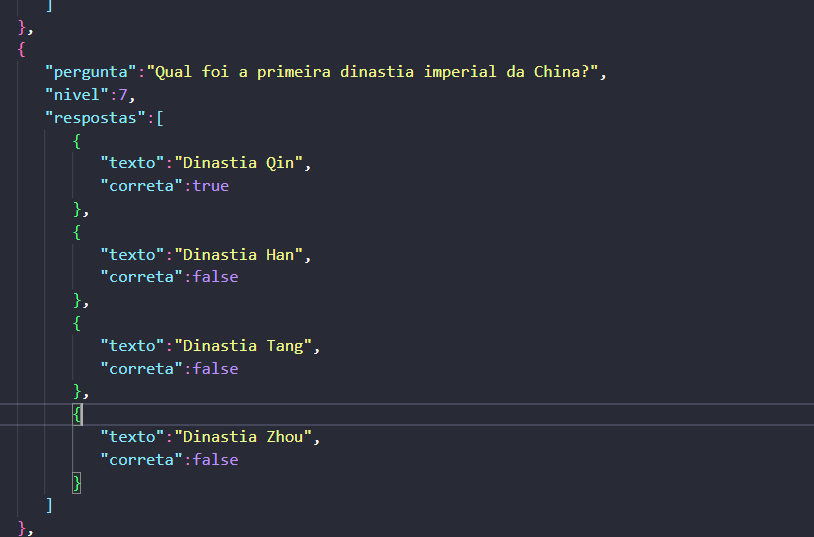 ]
},
{
"pergunta":"Qual foi a primeira dinastia imperial da China?",
"nivel":7,
"respostas":[
{
"texto":"Dinastia Qin",
"correta":true
},
{
"texto":"Dinastia Han",
"correta":false
},
{
"texto":"Dinastia Tang",
"correta":false
},
{
"texto":"Dinastia Zhou",
"correta":false
}
]
},